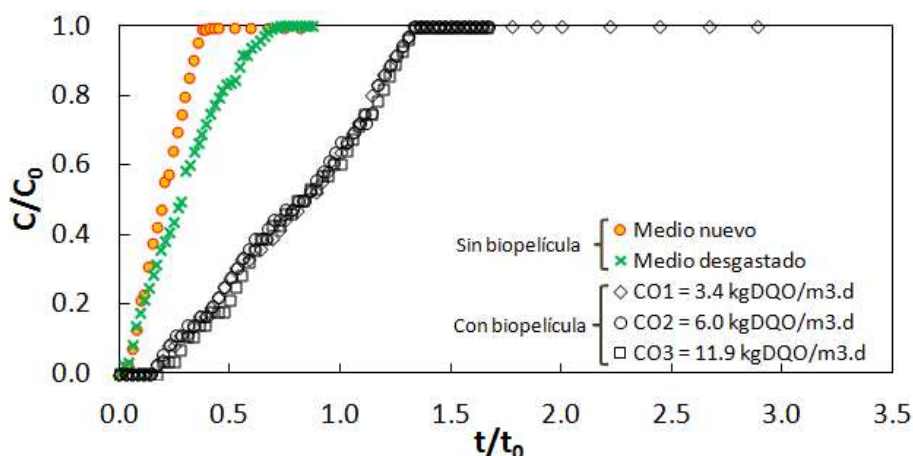 C/C0
1.0
0.8
0.6
0.4
0.2
0.0
Sin biopelícula
Medio nuevo
Medio desgastado
Con biopelícula
CO1 = 3.4 kgDQO/m3.d
CO2 = 6.0 kgDQO/m3.d
CO3 = 11.9 kgDQO/m3.d
0.0 0.5 1.0 1.5 2.0 2.5 3.0 3.5
t/t0